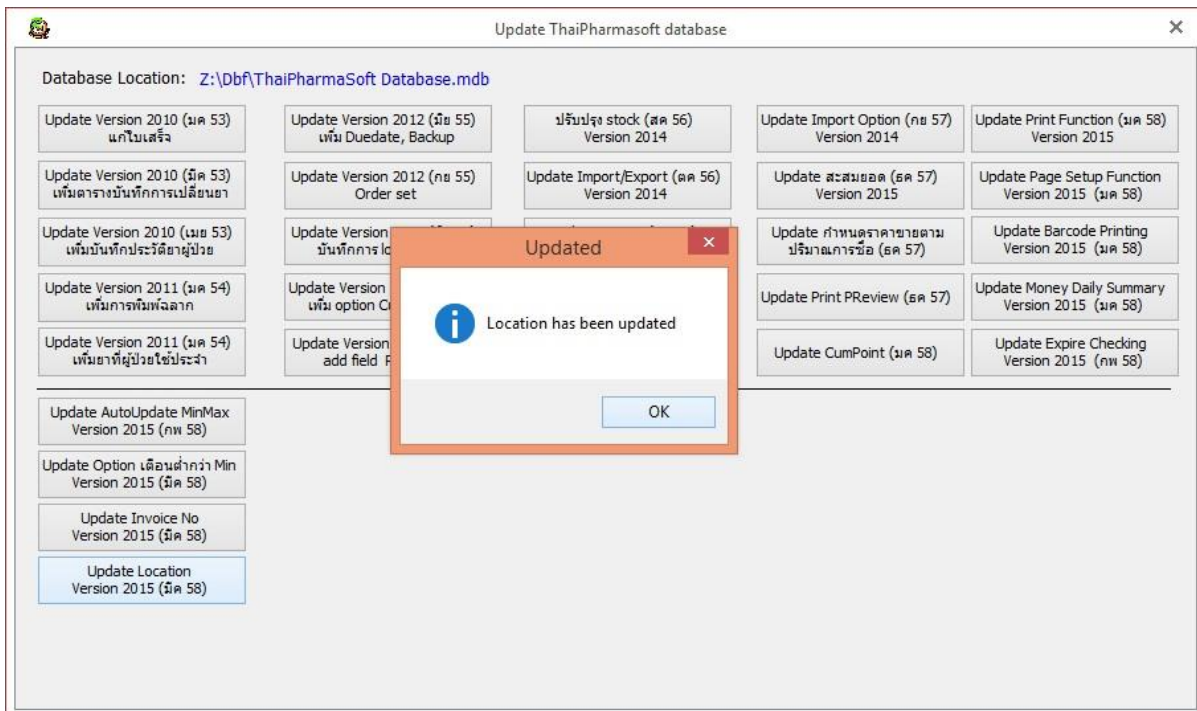 Update ThaiPharmasoft database
Database Location: Z:\Dbf\ThaiPharmaSoft Database.mdb
Update Version 2010 (มค 53)
แก้ใบเสร็จ
Update Version 2012 (มิย 55)
เพิ่ม Duedate, Backup
ปรับปรุง stock (สค 56)
Version 2014
Update Import Option (กย 57)
Version 2014
Update Print Function (มค 58)
Version 2015
Update Version 2010 (มีค 53)
เพิ่มตารางบันทึกการเปลี่ยนยา
Update Version 2012 (กย 55)
Order set
Update Import/Export (ตค 56)
Version 2014
Update สะสมยอด (ธค 57)
Version 2015
Update Page Setup Function
Version 2015 (มค 58)
Update Version 2010 (เมย 53)
เพิ่มบันทึกประวัติยาผู้ป่วย
Update Version
บันทึกการ
Update กำหนดราคาขายตาม
ปริมาณการซื้อ (ธค 57)
Update Barcode Printing
Version 2015 (มค 58)
Update Version 2011 (มค 54)
เพิ่มการพิมพ์ฉลาก
Update Version
เพิ่ม option
Update Print PReview (ธค 57)
Update Money Daily Summary
Version 2015 (มค 58)
Update Version 2011 (มค 54)
เพิ่มยาที่ผู้ป่วยใช้ประจำ
Update Version
add field
Update CumPoint (มค 58)
Update Expire Checking
Version 2015 (กพ 58)
Updated
Location has been updated
OK
Update AutoUpdate MinMax
Version 2015 (กพ 58)
Update Option เตือนต่ำกว่า Min
Version 2015 (มีค 58)
Update Invoice No
Version 2015 (มีค 58)
Update Location
Version 2015 (มีค 58)